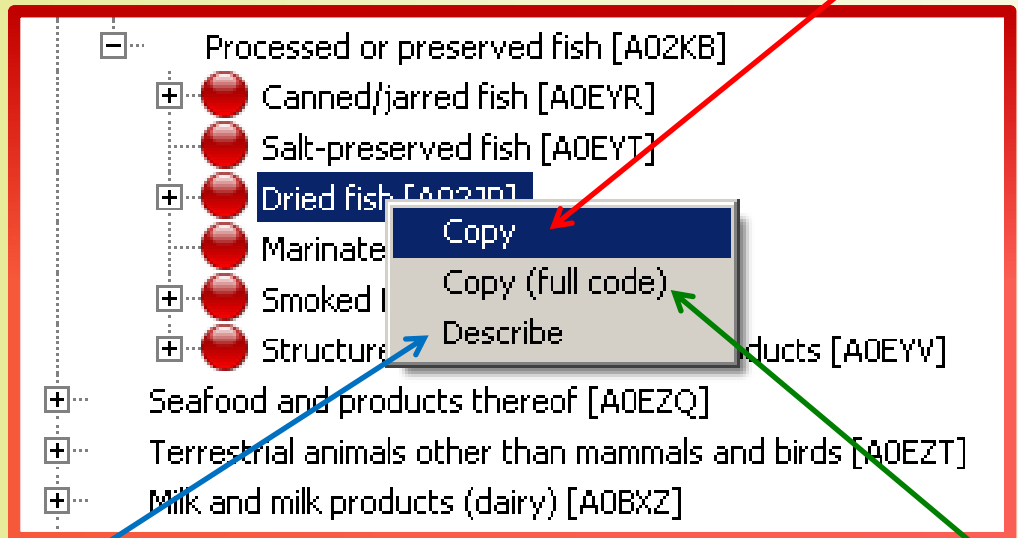 Processed or preserved fish [A02KB]
Canned/jarred fish [A0EYR]
Salt-preserved fish [A0EYT]
Dried fish
Copy
Marinate
Copy (full code)
Smoked
Describe
Structure ducts [A0EYV]
Seafood and products thereof [A0EZQ]
Terrestrial animals other than mammals and birds [A0EZT]
Milk and milk products (dairy) [A0BXZ]